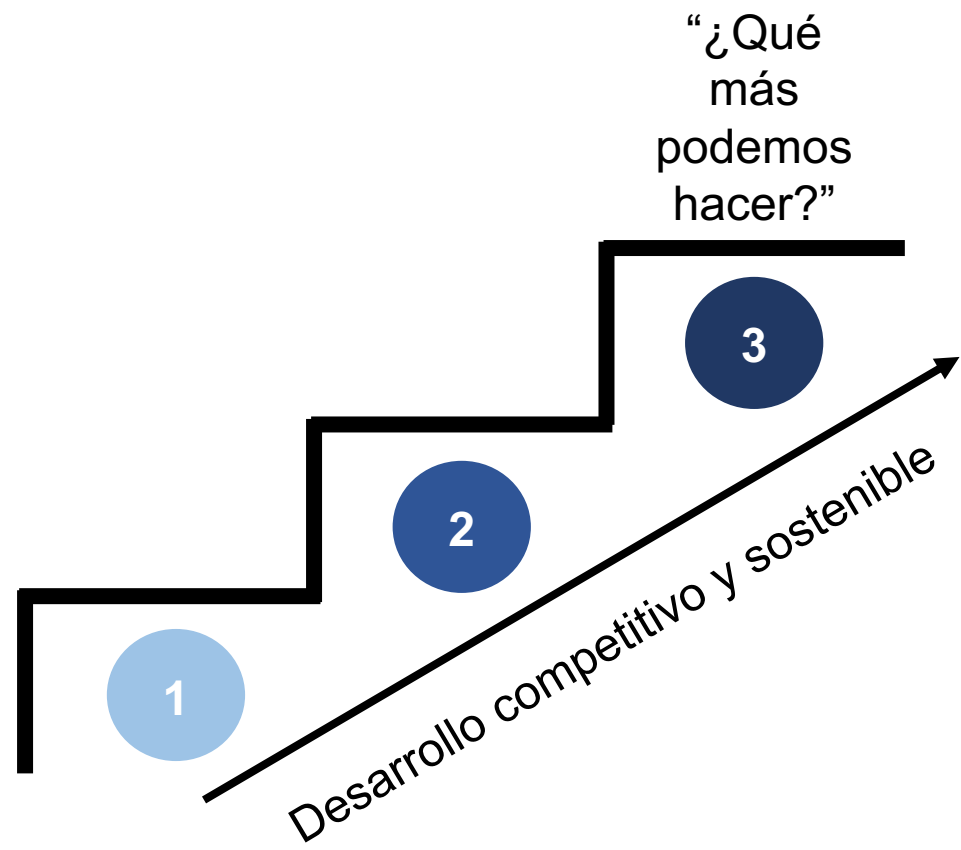 “¿Qué
más
podemos
hacer?”
3
2
1
Desarrollo competitivo y sostenible